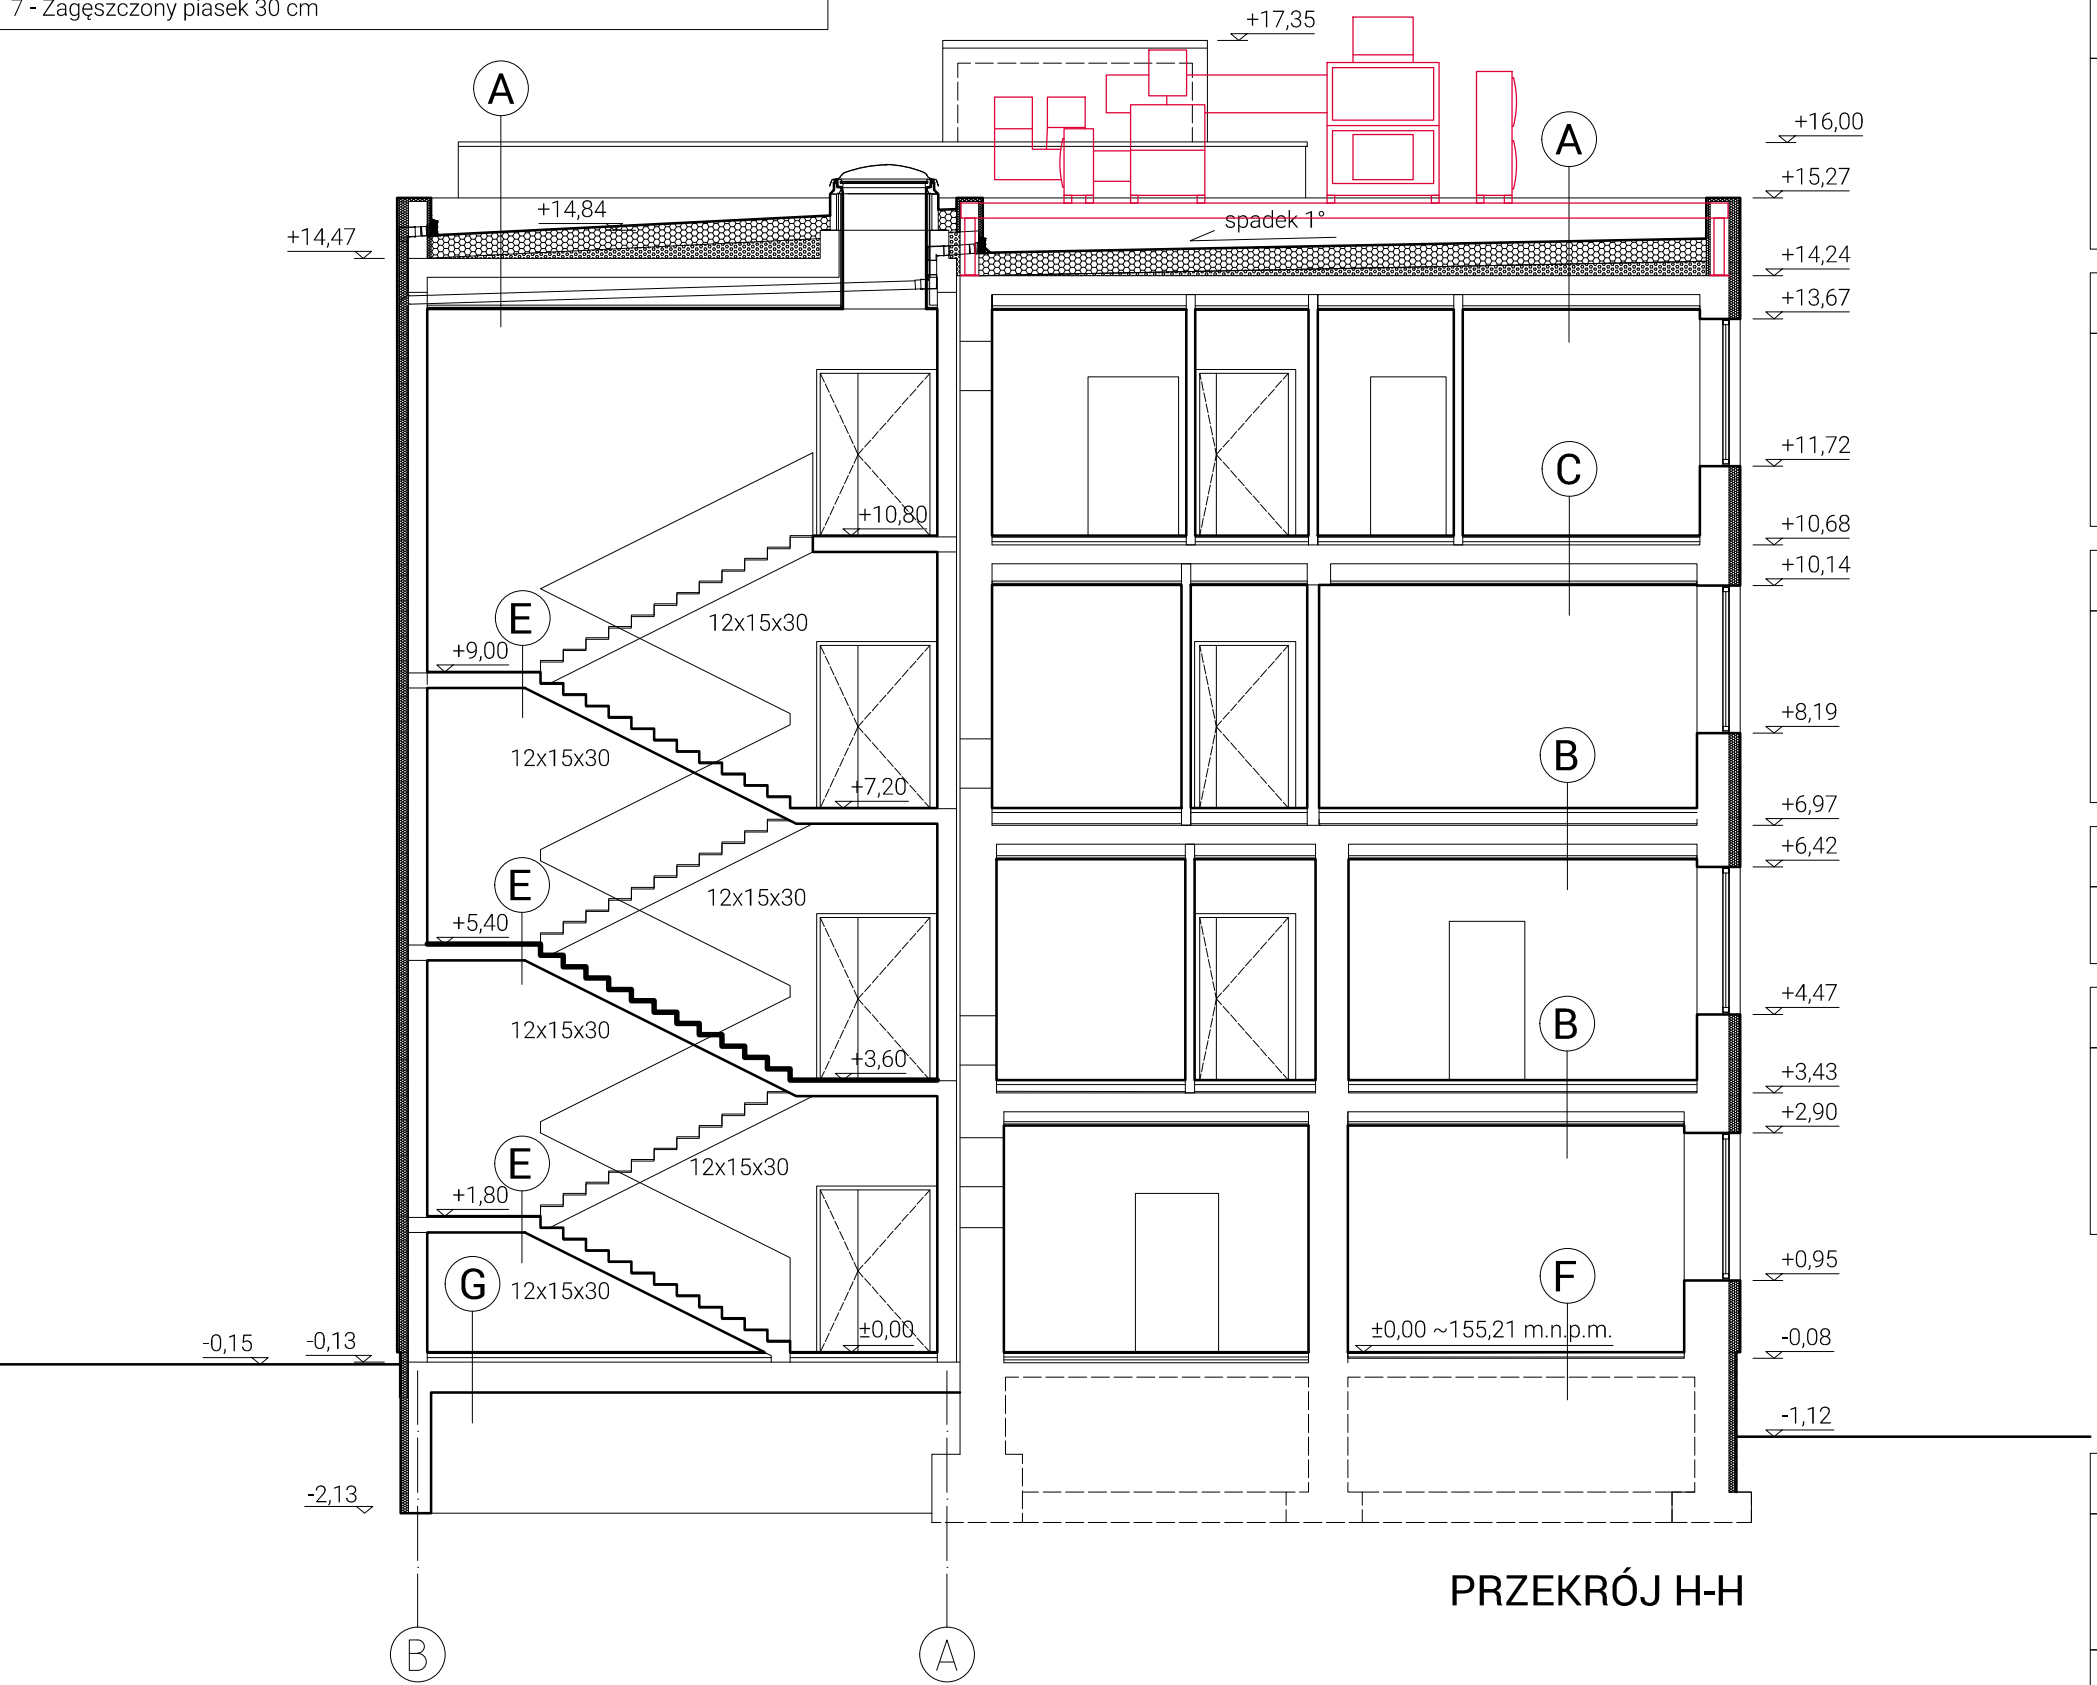 7 - Zagęszczony piasek 30 cm
+17,35
A
+16,00
A
+15,27
+14,84
spadek 1°
+14,47
+14,24
+13,67
+11,72
C
+10,80
+10,68
+10,14
E
12x15x30
+9,00
+8,19
B
12x15x30
+7,20
+6,97
+6,42
E
12x15x30
+5,40
+4,47
B
12x15x30
+3,60
+3,43
+2,90
E
12x15x30
+1,80
+0,95
G
12x15x30
F
±0,00
±0,00 ~155,21 m.n.p.m.
-0,15
-0,13
-0,08
-1,12
-2,13
PRZEKRÓJ H-H
B
A